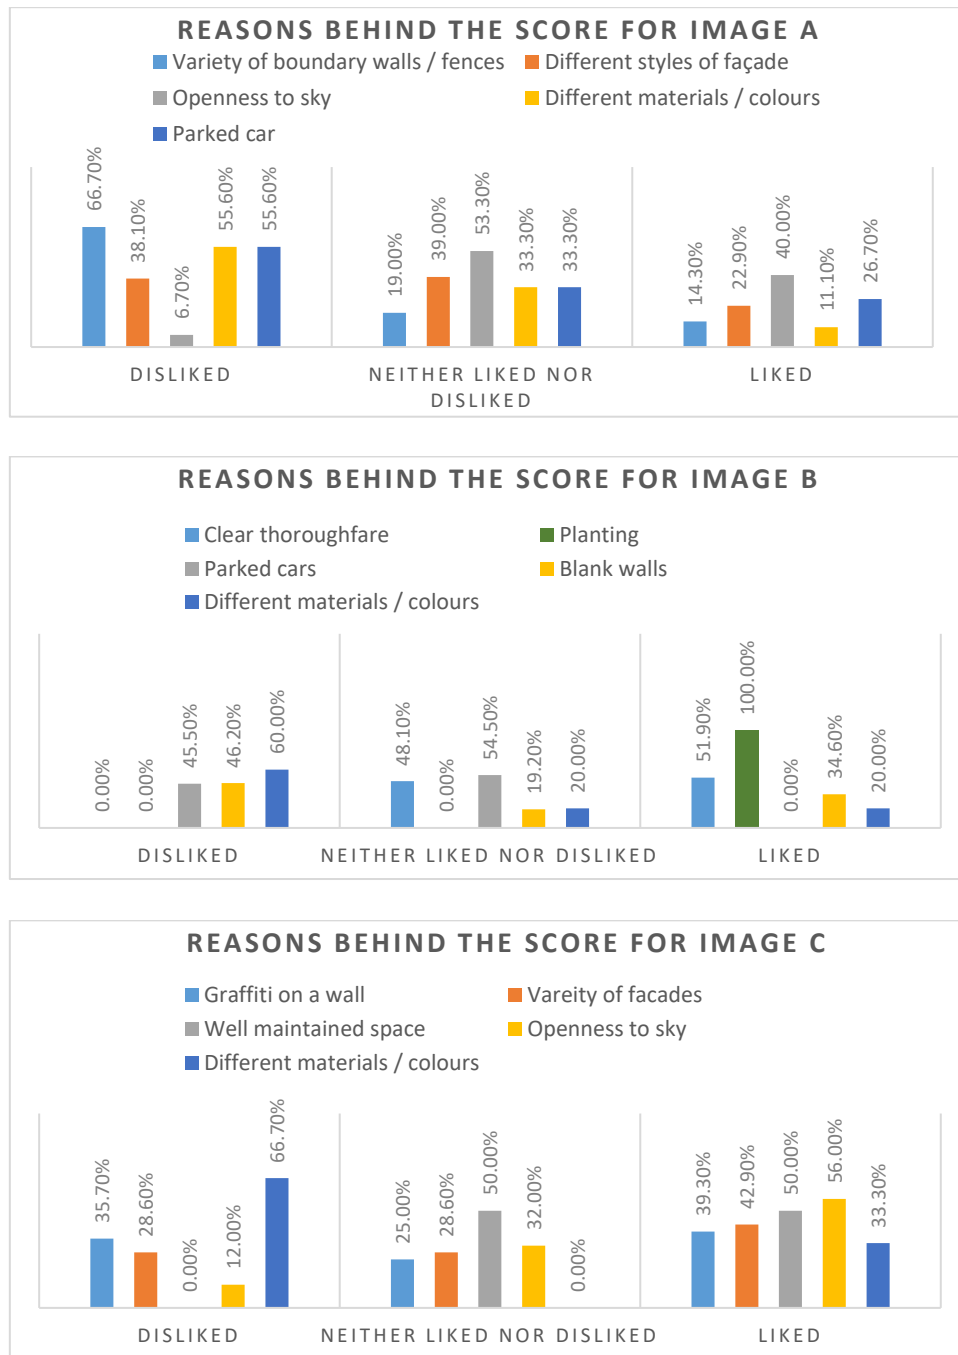 REASONS BEHIND THE SCORE FOR IMAGE A
Variety of boundary walls / fences Different styles of façade
Openness to sky Different materials / colours
Parked car
66.70% 38.10% 6.70% 55.60% 55.60% 19.00% 39.00% 53.30% 33.30% 33.30% 14.30% 22.90% 40.00% 11.10% 26.70%
DISLIKED NEITHER LIKED NOR LIKED
DISLIKED
REASONS BEHIND THE SCORE FOR IMAGE B
Clear thoroughfare Planting
Parked cars Blank walls
Different materials / colours
0.00% 0.00% 45.50% 46.20% 60.00% 48.10% 0.00% 54.50% 19.20% 20.00% 51.90% 100.00% 0.00% 34.60% 20.00%
DISLIKED NEITHER LIKED NOR DISLIKED LIKED
REASONS BEHIND THE SCORE FOR IMAGE C
Graffiti on a wall Vareity of facades
Well maintained space Openness to sky
Different materials / colours
35.70% 28.60% 0.00% 12.00% 66.70% 25.00% 28.60% 50.00% 32.00% 0.00% 39.30% 42.90% 50.00% 56.00% 33.30%
DISLIKED NEITHER LIKED NOR DISLIKED LIKED